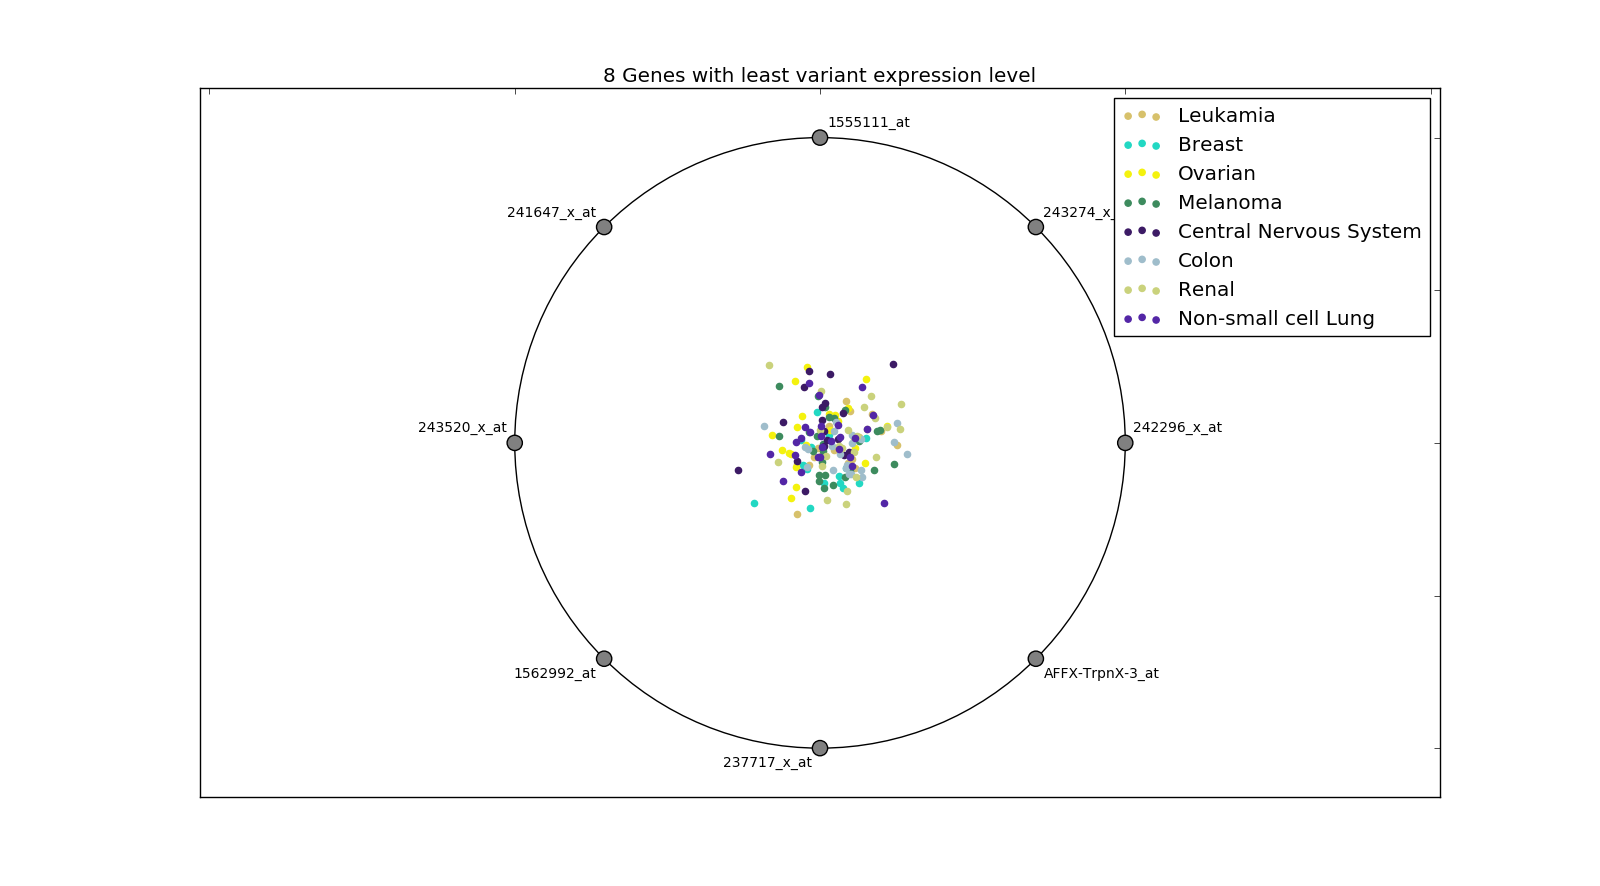 8 Genes with least variant expression level
1555111_at
241647_x_at
243274_x_
Leukamia
Breast
Ovarian
Melanoma
Central Nervous System
Colon
Renal
Non-small cell Lung
243520_x_at
242296_x_at
1562992_at
AFFX-TrpnX-3_at
237717_x_at